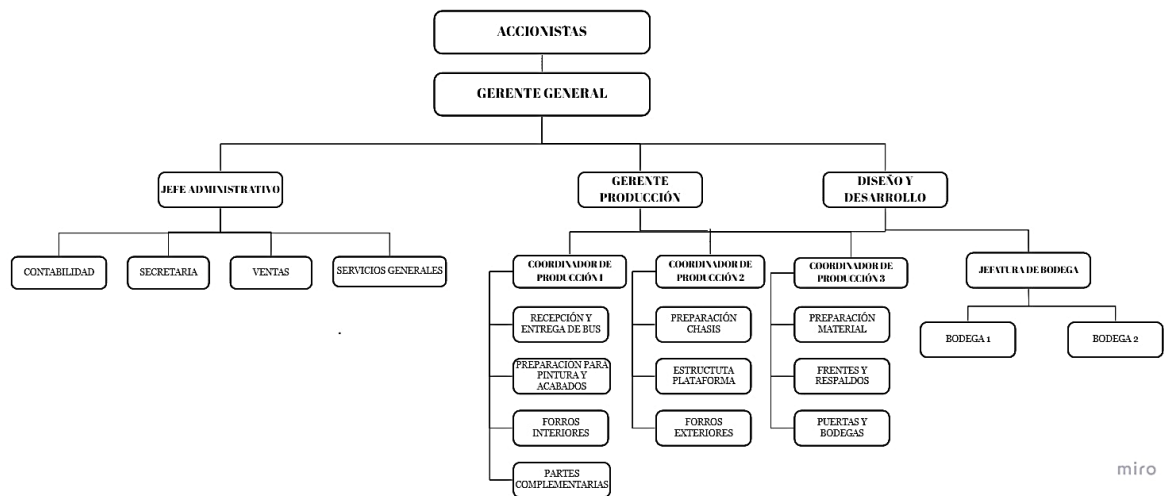 ACCIONISTAS
GERENTE GENERAL
JEFE ADMINISTRATIVO
GERENTE
PRODUCCIÓN
DISEÑO Y
DESARROLLO
CONTABILIDAD
SECRETARIA
VENTAS
SERVICIOS GENERALES
COORDINADOR DE
PRODUCCIÓN 1
COORDINADOR DE
PRODUCCIÓN 2
COORDINADOR DE
PRODUCCIÓN 3
JEFATURA DE BODEGA
RECEPCIÓN Y
ENTREGA DE BUS
PREPARACIÓN
CHASIS
PREPARACIÓN
MATERIAL
BODEGA 1
BODEGA 2
PREPARACION PARA
PINTURA Y
ACABADOS
ESTRUCTUTA
PLATAFORMA
FRENTES Y
RESPALDOS
FORROS
INTERIORES
FORROS
EXTERIORES
PUERTAS Y
BODEGAS
PARTES
COMPLEMENTARIAS
miro